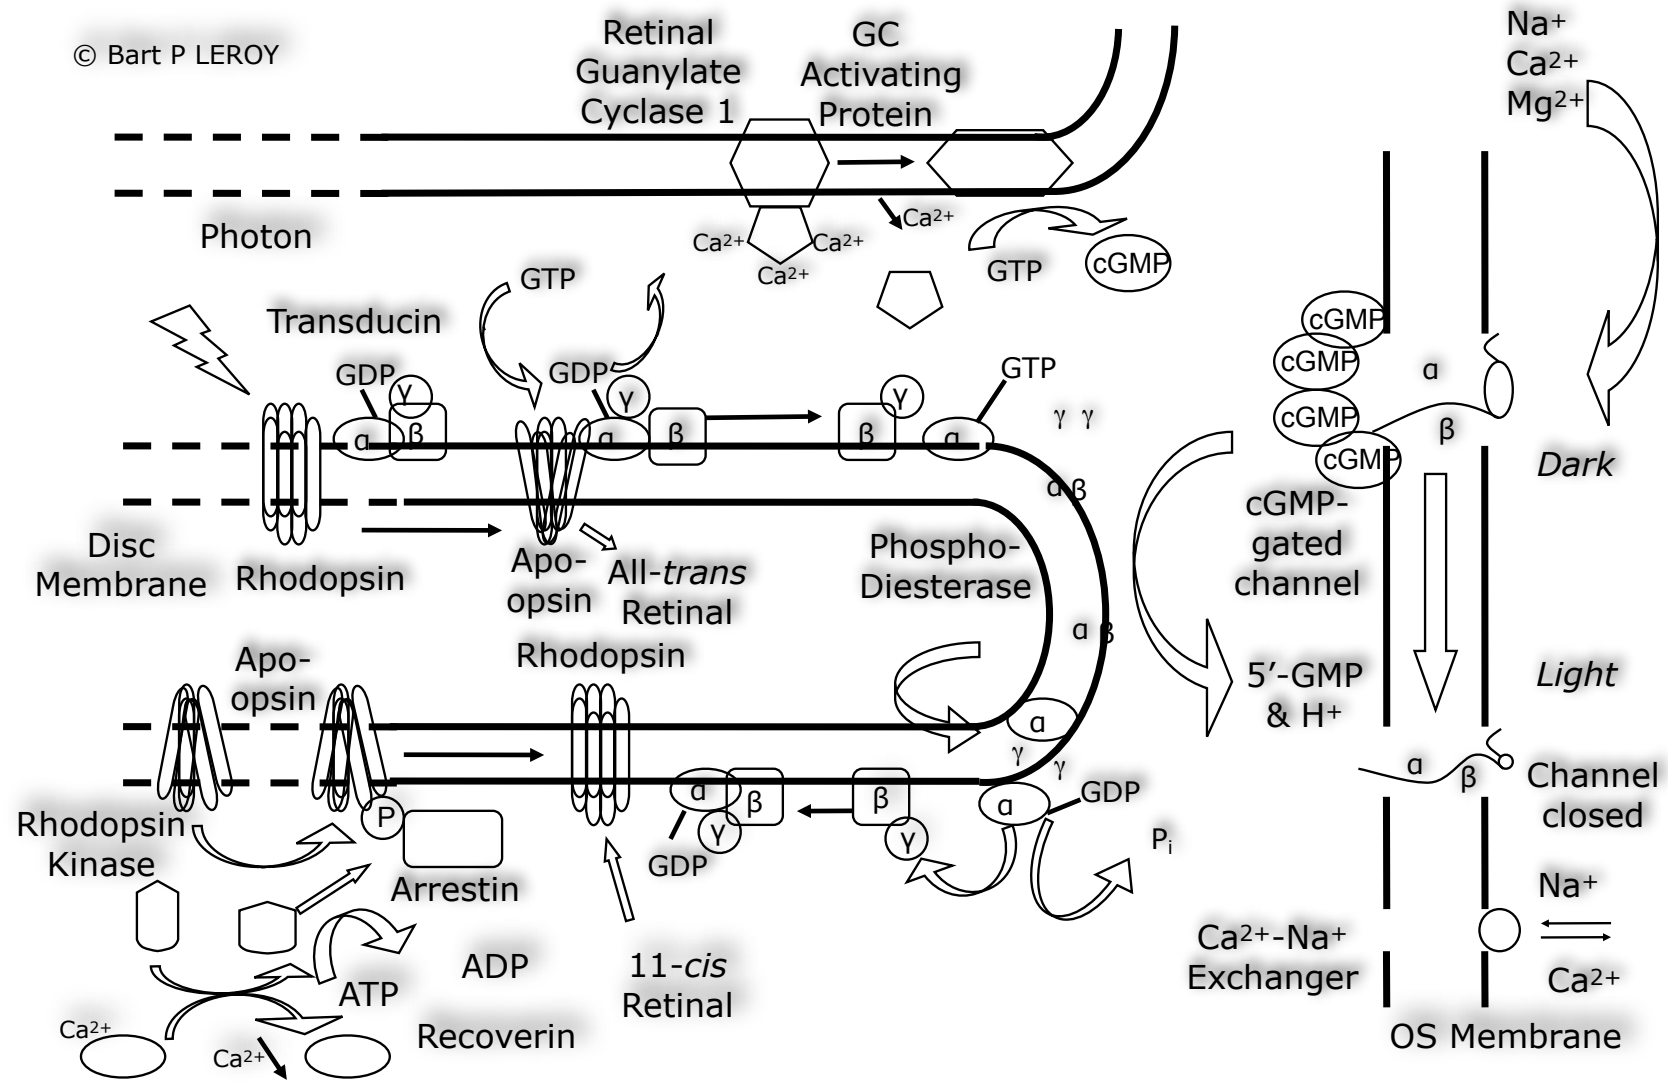 © Bart P LEROY
Retinal
Guanylate
Cyclase 1
GC
Activating
Protein
Na+
Ca2+
Mg2+
Photon
Ca2+
Ca2+
Ca2+
Ca2+
GTP
cGMP
GTP
Transducin
GDP
γ
α
β
GDP
γ
α
β
γ
β
α
GTP
γ γ
α β
cGMP
cGMP
cGMP
cGMP
α
β
Dark
cGMP-
gated
channel
Disc
Membrane
Rhodopsin
Apo-
opsin
All-trans
Retinal
Phospho-
Diesterase
α β
5’-GMP
& H+
Light
Apo-
opsin
Rhodopsin
α
γ
γ
α
β
Channel
closed
Rhodopsin
Kinase
P
Arrestin
α
β
γ
GDP
β
γ
α
GDP
Pi
Na+
Ca2+
Ca2+-Na+
Exchanger
OS Membrane
11-cis
Retinal
ATP
ADP
Recoverin
Ca2+
Ca2+